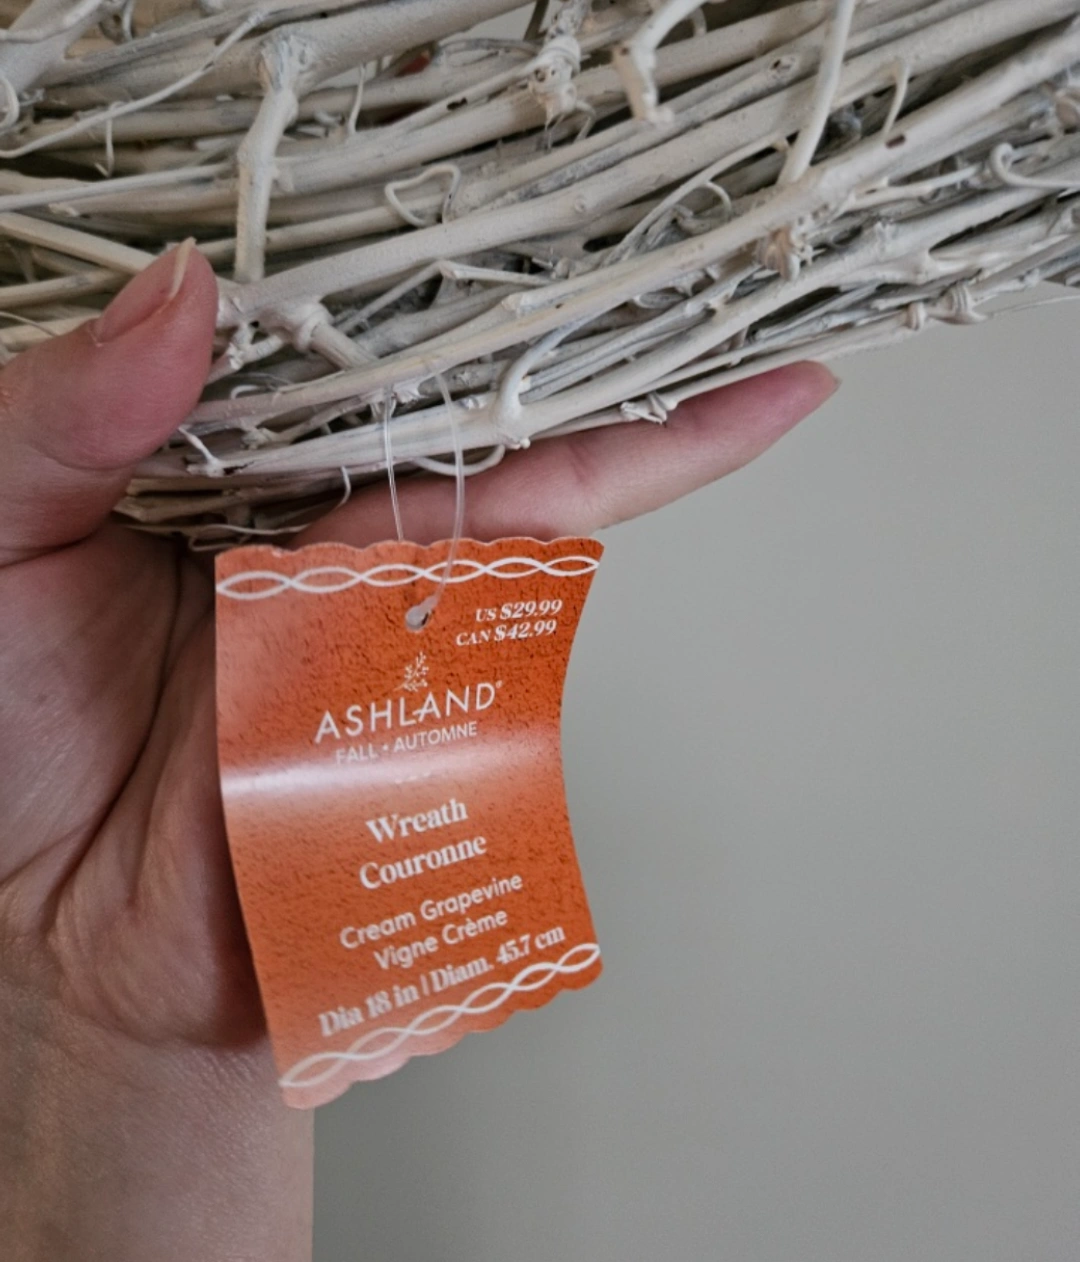 US $29.99
CAN $42.99
ASHLAND®
FALL • AUTOMNE
Wreath
Couronne
Cream Grapevine
Vigne Crème
Dia 18 in | Diam. 45.7 cm